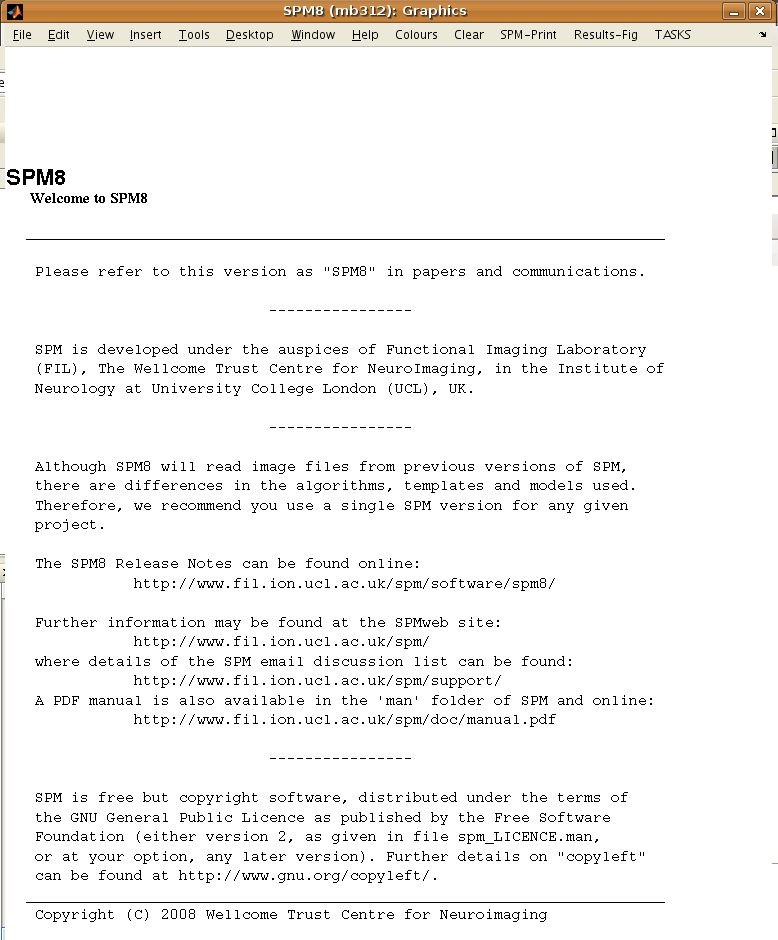 SPM8 (mb312): Graphics
File Edit View Insert Tools Desktop Window Help Colours Clear SPM-Print Results-Fig TASKS
SPM8
Welcome to SPM8
Please refer to this version as "SPM8" in papers and communications.
----------------
SPM is developed under the auspices of Functional Imaging Laboratory
(FIL), The Wellcome Trust Centre for NeuroImaging, in the Institute of
Neurology at University College London (UCL), UK.
----------------
Although SPM8 will read image files from previous versions of SPM,
there are differences in the algorithms, templates and models used.
Therefore, we recommend you use a single SPM version for any given
project.
The SPM8 Release Notes can be found online:
http://www.fil.ion.ucl.ac.uk/spm/software/spm8/
Further information may be found at the SPMweb site:
http://www.fil.ion.ucl.ac.uk/spm/
where details of the SPM email discussion list can be found:
http://www.fil.ion.ucl.ac.uk/spm/support/
A PDF manual is also available in the 'man' folder of SPM and online:
http://www.fil.ion.ucl.ac.uk/spm/doc/manual.pdf
----------------
SPM is free but copyright software, distributed under the terms of
the GNU General Public Licence as published by the Free Software
Foundation (either version 2, as given in file spm_LICENCE.man,
or at your option, any later version). Further details on "copyleft"
can be found at http://www.gnu.org/copyleft/.
Copyright (C) 2008 Wellcome Trust Centre for Neuroimaging